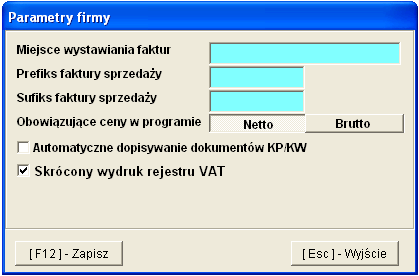 Parametry firmy
Miejsce wystawiania faktur
Prefiks faktury sprzedaży
Sufiks faktury sprzedaży
Obowiązujące ceny w programie Netto Brutto
Automatyczne dopisywanie dokumentów KP/KW
Skrócony wydruk rejestru VAT
[ F12 ] - Zapisz [ Esc ] - Wyjście